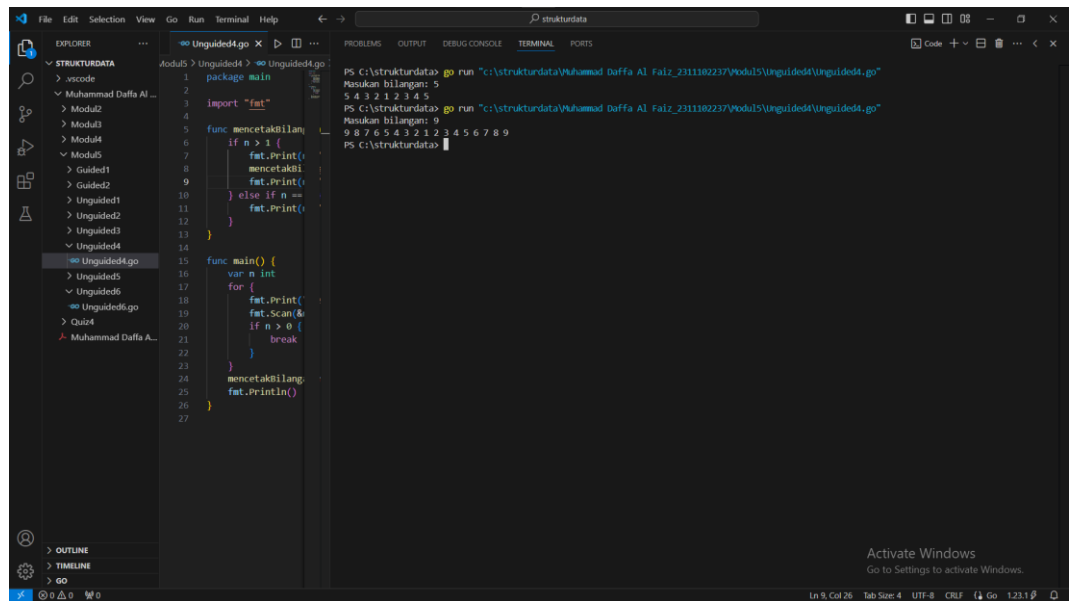 File Edit Selection View Go Run Terminal Help
strukturdata
EXPLORER
STRUKTURDATA
.vscode
Muhammad Daffa Al ...
Modul2
Modul3
Modul4
Modul5
Guided1
Guided2
Unguided1
Unguided2
Unguided3
Unguided4
Unguided4.go
Unguided5
Unguided6
Unguided6.go
Quiz4
Muhammad Daffa A...
OUTLINE
TIMELINE
GO
Unguided4.go
Modul5 > Unguided4 > Unguided4.go
1 package main
2
3 import "fmt"
4
5 func mencetakBilan
6 if n > 1 {
7 fmt.Print(
8 mencetakBi
9 fmt.Print(
10 } else if n ==
11 fmt.Print(
12 }
13 }
14
15 func main() {
16 var n int
17 for {
18 fmt.Print(
19 fmt.Scan(&
20 if n > 0 {
21 break
22 }
23 }
24 mencetakBilang
25 fmt.Println()
26 }
27
PROBLEMS OUTPUT DEBUG CONSOLE TERMINAL PORTS
Code
PS C:\strukturdata> go run "c:\strukturdata\Muhammad Daffa Al Faiz_2311102237\Modul5\Unguided4\Unguided4.go"
Masukan bilangan: 5
5 4 3 2 1 2 3 4 5
PS C:\strukturdata> go run "c:\strukturdata\Muhammad Daffa Al Faiz_2311102237\Modul5\Unguided4\Unguided4.go"
Masukan bilangan: 9
9 8 7 6 5 4 3 2 1 2 3 4 5 6 7 8 9
PS C:\strukturdata>
Activate Windows
Go to Settings to activate Windows.
0 0 0 Ln 9, Col 26 Tab Size: 4 UTF-8 CRLF Go 1.23.1